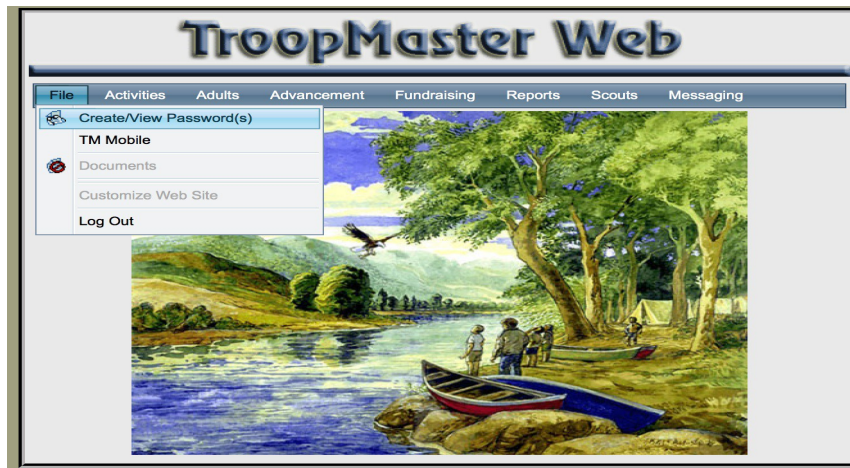 TroopMaster Web
File Activities Adults Advancement Fundraising Reports Scouts Messaging
Create/View Password(s)
TM Mobile
Documents
Customize Web Site
Log Out